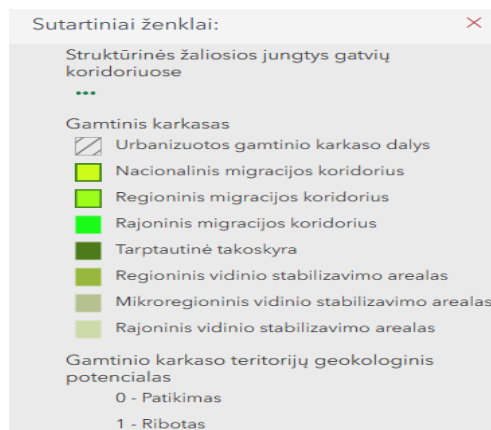 Sutartiniai ženklai:
Struktūrinės žaliosios jungtys gatvių
koridoriuose
Gamtinis karkasas
Urbanizuotos gamtinio karkaso dalys
Nacionalinis migracijos koridorius
Regioninis migracijos koridorius
Rajoninis migracijos koridorius
Tarptautinė takoskyra
Regioninis vidinio stabilizavimo arealas
Mikroregioninis vidinio stabilizavimo arealas
Rajoninis vidinio stabilizavimo arealas
Gamtinio karkaso teritorijų geokologinis
potencialas
0 - Patikimas
1 - Ribotas